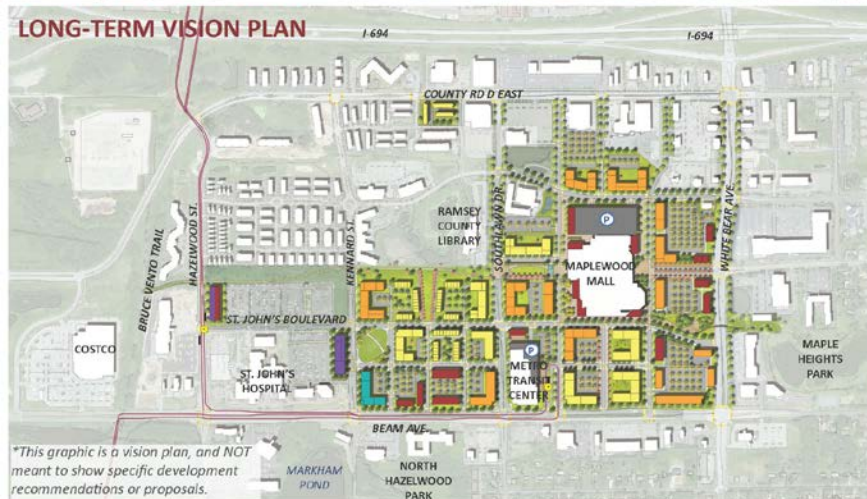 LONG-TERM VISION PLAN
I-694
I-694
COUNTY RD D EAST
BRUCE VENTO TRAIL
HAZELWOOD ST.
KENNARD ST.
RAMSEY
COUNTY
LIBRARY
SOUTHLAWN DR.
P
MAPLEWOOD
MALL
WHITE BEAR AVE.
ST. JOHN'S BOULEVARD
COSTCO
ST. JOHN'S
HOSPITAL
P
METRO
TRANSIT
CENTER
MAPLE
HEIGHTS
PARK
BEAM AVE.
*This graphic is a vision plan, and NOT
meant to show specific development
recommendations or proposals.
MARKHAM
POND
NORTH
HAZELWOOD
PARK